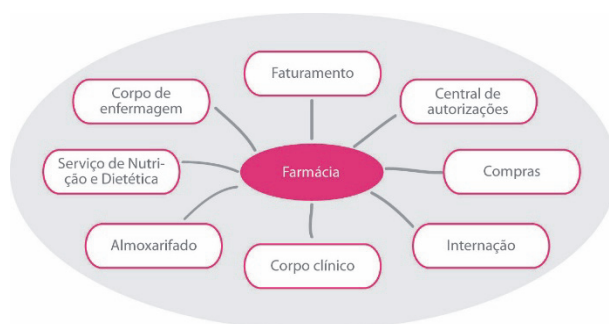 Faturamento
Corpo de
enfermagem
Central de
autorizações
Serviço de Nutri-
ção e Dietética
Farmácia
Compras
Almoxarifado
Internação
Corpo clínico